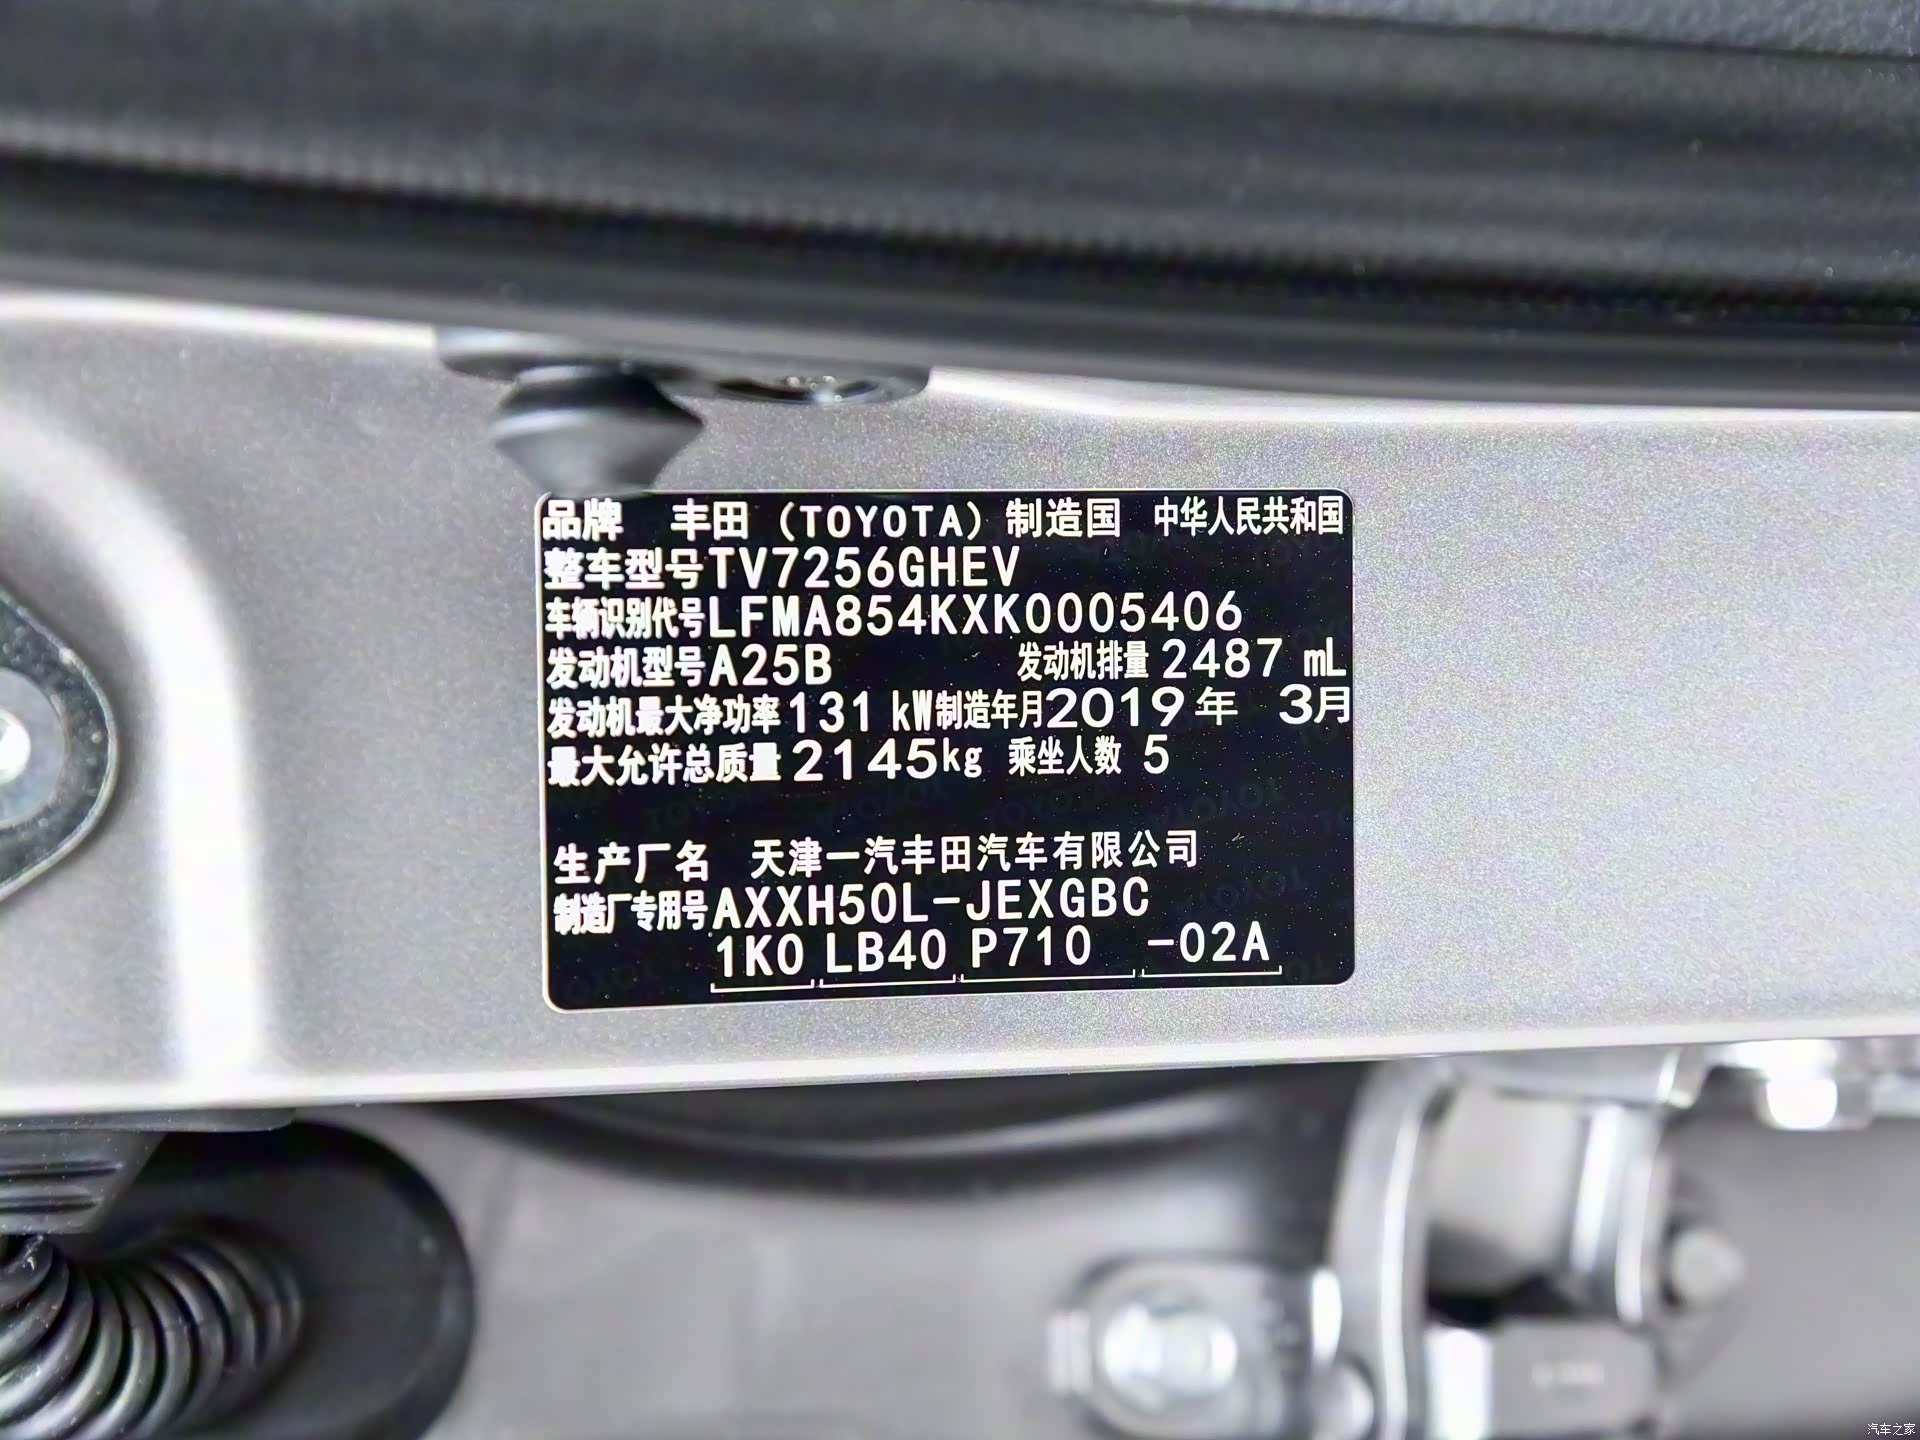 品牌 丰田 (TOYOTA) 制造国 中华人民共和国
整车型号TV7256GHEV
车辆识别代号LFMA854KXK0005406
发动机型号A25B 发动机排量 2487 mL
发动机最大净功率131 kW制造年月2019年 3月
最大允许总质量2145kg 乘坐人数 5
生产厂名 天津一汽丰田汽车有限公司
制造厂专用号AXXH50L-JEXGBC
1K0 LB40 P710 -02A
汽车之家